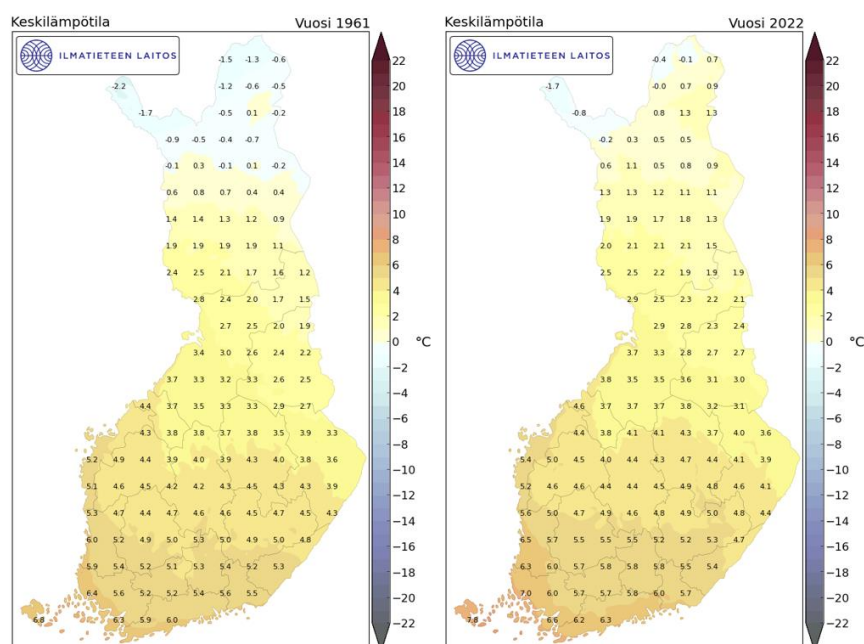 Keskilämpötila Vuosi 1961
ILMATIETEEN LAITOS
-1.5 -1.3 -0.6
-2.2 -1.2 -0.6 -0.5
-1.7 -0.5 0.1 -0.2
-0.9 -0.5 -0.4 -0.7
-0.1 0.3 -0.1 0.1 -0.2
0.6 0.8 0.7 0.4 0.4
1.4 1.4 1.3 1.2 0.9
1.9 1.9 1.9 1.9 1.1
2.4 2.5 2.1 1.7 1.6 1.2
2.8 2.4 2.0 1.7 1.5
2.7 2.5 2.0 1.9
3.4 3.0 2.6 2.4 2.2
3.7 3.3 3.2 3.3 2.6 2.5
4.4 3.7 3.5 3.3 3.3 2.9 2.7
4.3 3.8 3.8 3.7 3.8 3.5 3.9 3.3
5.2 4.9 4.4 3.9 4.0 3.9 4.3 4.0 3.8 3.6
5.1 4.6 4.5 4.2 4.2 4.3 4.5 4.3 4.3 3.9
5.3 4.7 4.4 4.7 4.6 4.6 4.5 4.7 4.5 4.3
6.0 5.2 4.9 5.0 5.3 5.0 4.9 5.0 4.8
5.9 5.4 5.2 5.1 5.3 5.4 5.2 5.3
6.4 5.6 5.2 5.2 5.4 5.6 5.5
6.8 6.3 5.9 6.0
22
20
18
16
14
12
10
8
6
4
2
0
−2
−4
−6
−8
−10
−12
−14
−16
−18
−20
−22
°C
Keskilämpötila Vuosi 2022
ILMATIETEEN LAITOS
-0.4 -0.1 0.7
-1.7 -0.0 0.7 0.9
-0.8 0.8 1.3 1.3
-0.2 0.3 0.5 0.5
0.6 1.1 0.5 0.8 0.9
1.3 1.3 1.2 1.1 1.1
1.9 1.9 1.7 1.8 1.3
2.0 2.1 2.1 2.1 1.5
2.5 2.5 2.2 1.9 1.9 1.9
2.9 2.5 2.3 2.2 2.1
2.9 2.8 2.3 2.4
3.7 3.3 2.8 2.7 2.7
3.8 3.5 3.5 3.6 3.1 3.0
4.6 3.7 3.7 3.7 3.8 3.2 3.1
4.4 3.8 4.1 4.1 4.3 3.7 4.0 3.6
5.4 5.0 4.5 4.0 4.4 4.3 4.7 4.4 4.1 3.9
5.2 4.6 4.6 4.4 4.4 4.5 4.9 4.8 4.6 4.1
5.6 5.0 4.7 4.9 4.6 4.8 4.9 5.0 4.8 4.4
6.5 5.7 5.5 5.5 5.5 5.2 5.2 5.3 4.7
6.3 6.0 5.7 5.8 5.8 5.8 5.5 5.4
7.0 6.0 5.7 5.7 5.8 6.0 5.7
7.8 6.6 6.2 6.3
22
20
18
16
14
12
10
8
6
4
2
0
−2
−4
−6
−8
−10
−12
−14
−16
−18
−20
−22
°C